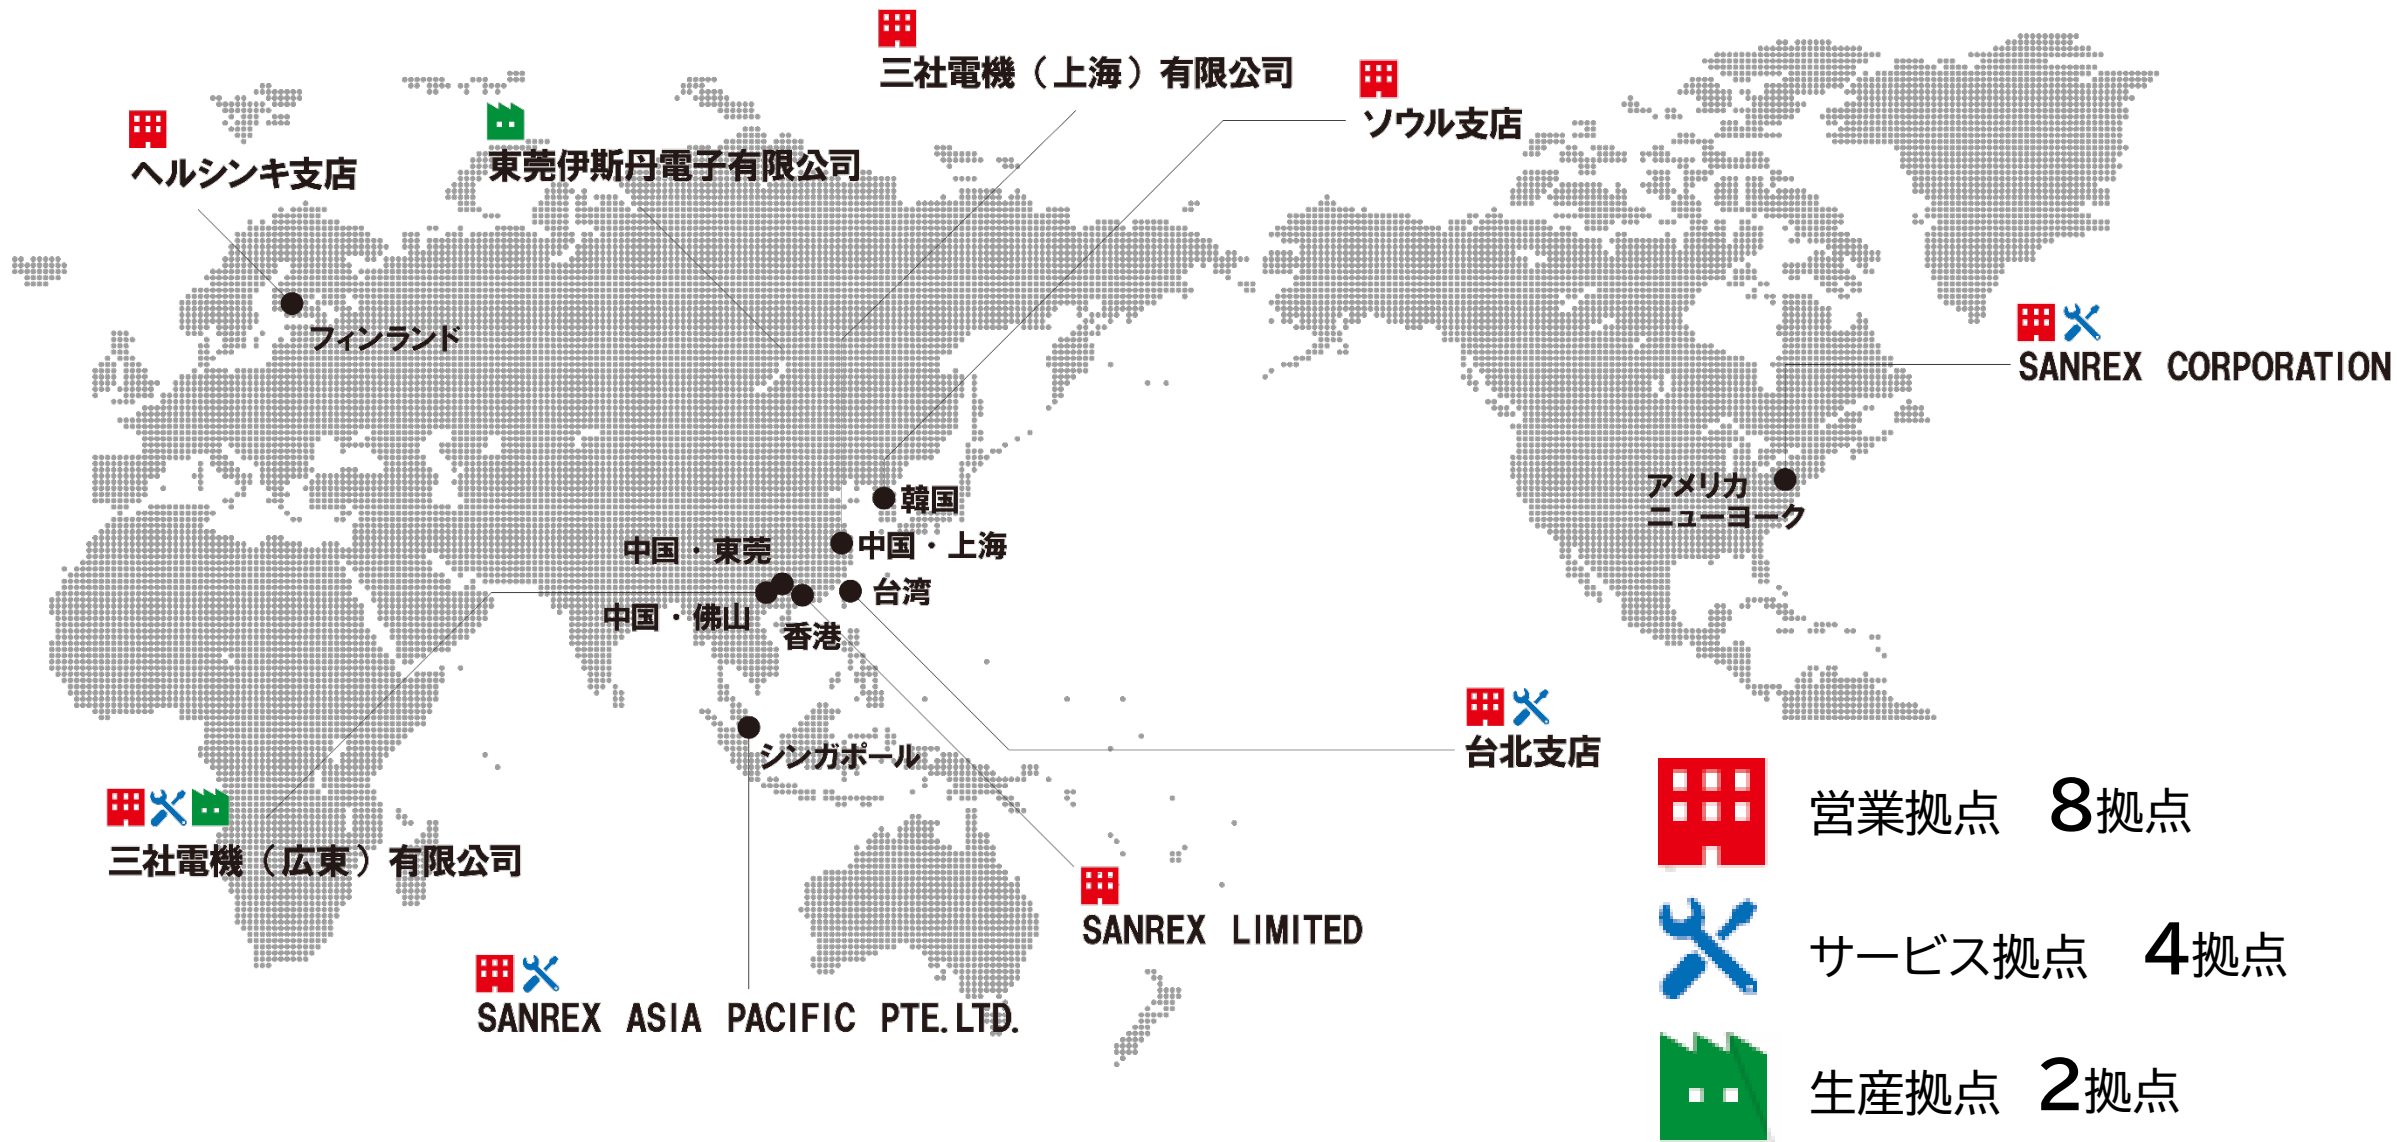 三社電機（上海）有限公司
ソウル支店
ヘルシンキ支店
東莞伊斯丹電子有限公司
フィンランド
SANREX CORPORATION
アメリカ
ニューヨーク
韓国
中国・上海
中国・東莞
台湾
中国・佛山
香港
シンガポール
台北支店
三社電機（広東）有限公司
SANREX LIMITED
SANREX ASIA PACIFIC PTE.LTD.
営業拠点 8拠点
サービス拠点 4拠点
生産拠点 2拠点